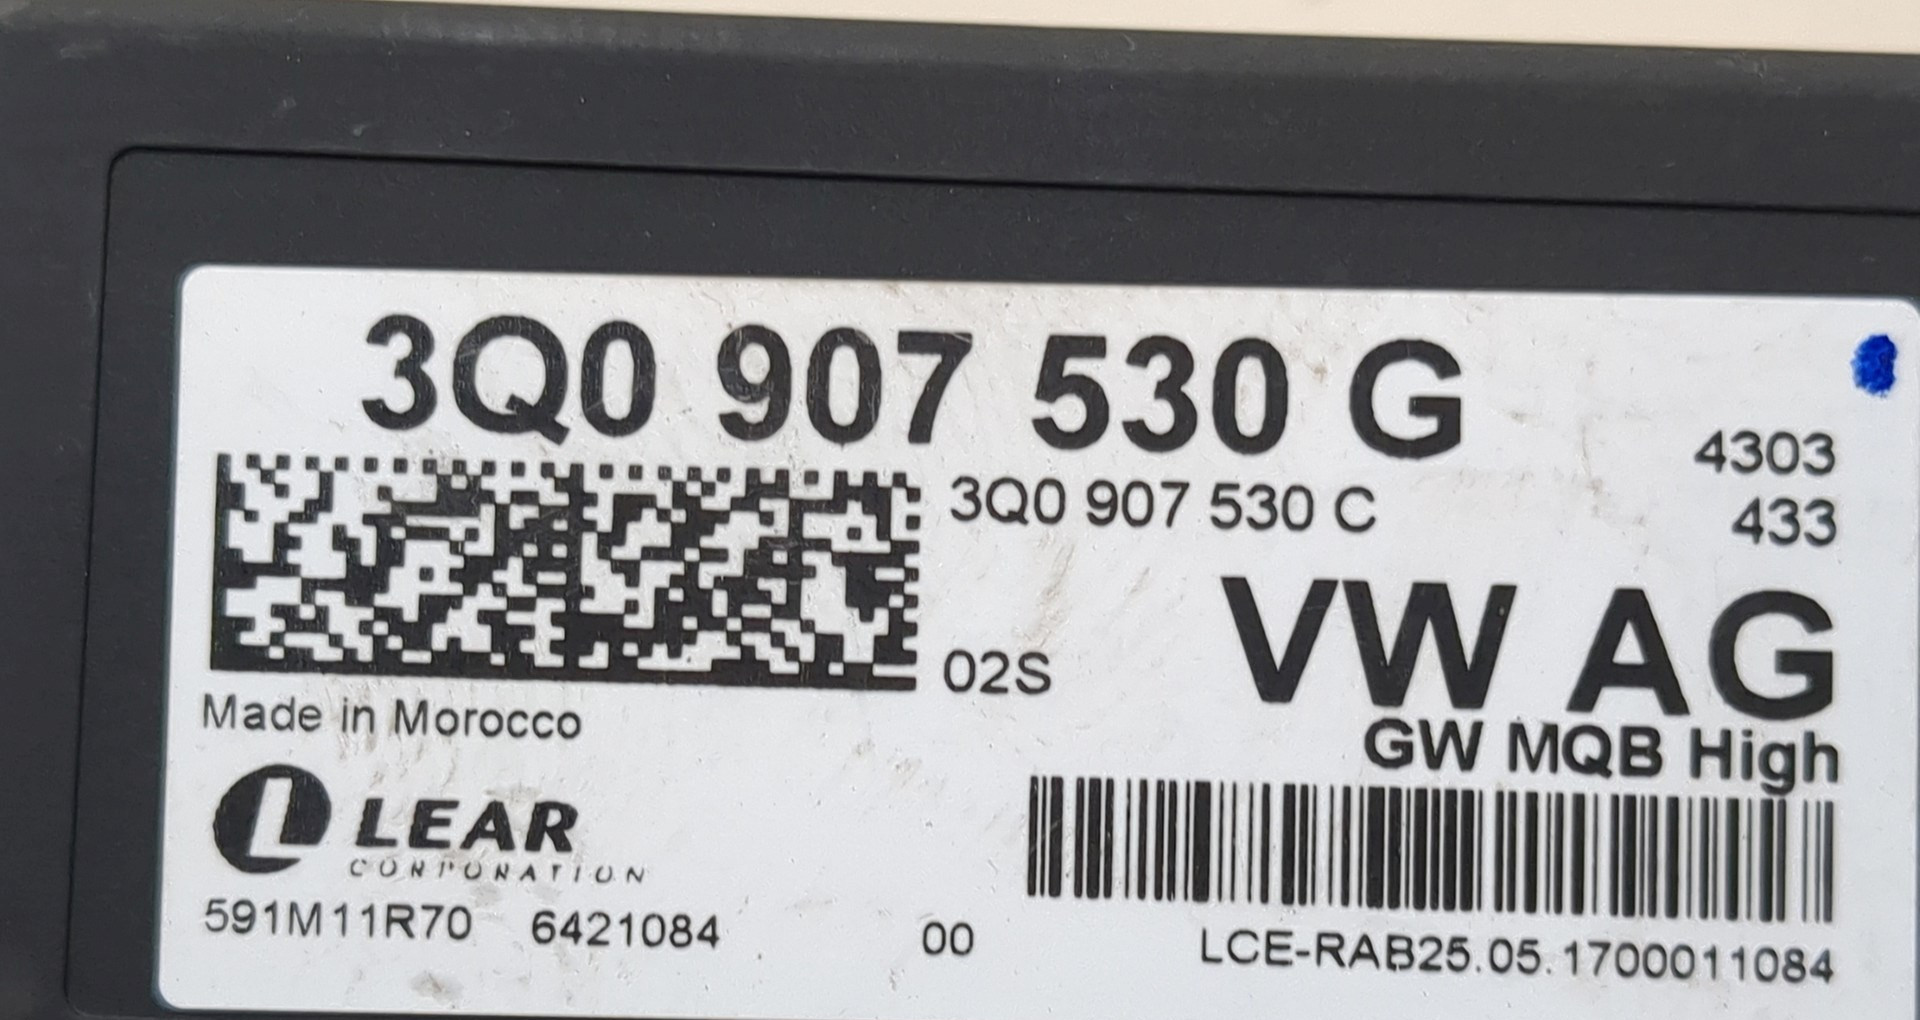 3Q0 907 530 G
4303
3Q0 907 530 C
433
02S
VW AG
GW MQB High
Made in Morocco
LEAR
CORPORATION
591M11R70 6421084 00 LCE-RAB25.05.1700011084